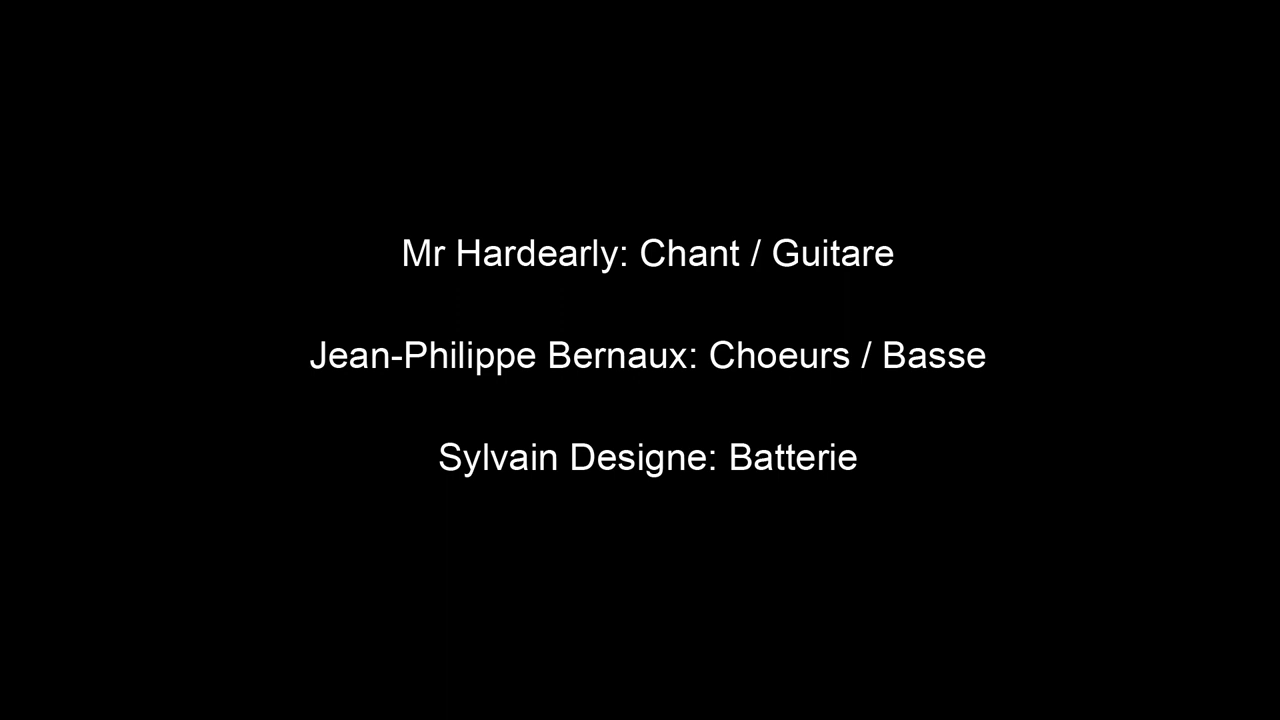 Mr Hardearly: Chant / Guitare
Jean-Philippe Bernaux: Choeurs / Basse
Sylvain Designe: Batterie